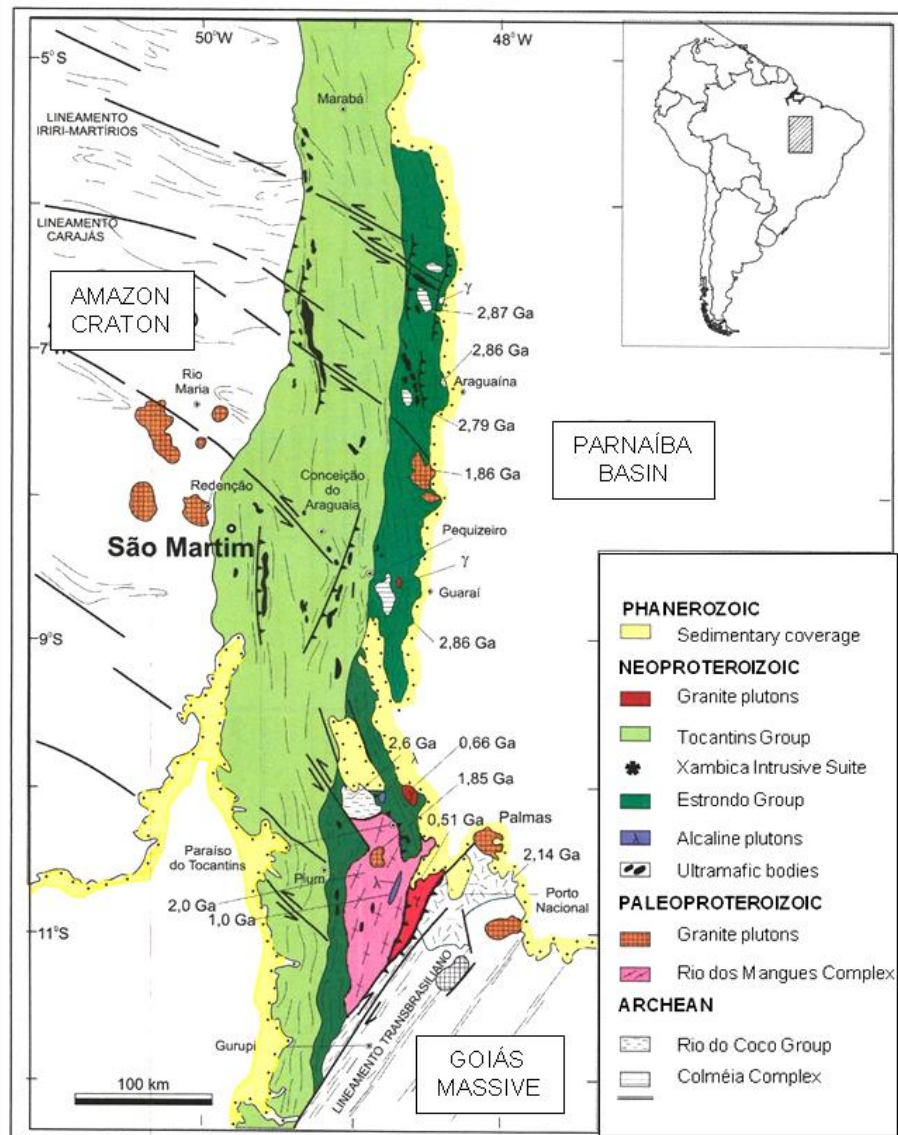 50°W
48°W
5°S
Marabá
LINEAMENTO
IRIRI-MARTÍRIOS
LINEAMENTO
CARAJÁS
AMAZON
CRATON
γ
2,87 Ga
2,86 Ga
Araguaína
Rio
Maria
2,79 Ga
PARNAÍBA
BASIN
1,86 Ga
Conceição
do
Araguaia
Redenção
Pequizeiro
São Martim
γ
Guaraí
9°S
2,86 Ga
2,6 Ga
λ
0,66 Ga
1,85 Ga
0,51 Ga
Palmas
Paraíso
do Tocantins
2,14 Ga
Pium
λ
Porto
Nacional
2,0 Ga
1,0 Ga
γ
11°S
LINEAMENTO TRANSBRASILIANO
Gurupi
GOIÁS
MASSIVE
100 km
PHANEROZOIC
Sedimentary coverage
NEOPROTEROIZOIC
Granite plutons
Tocantins Group
Xambica Intrusive Suite
Estrondo Group
Alcaline plutons
Ultramafic bodies
PALEOPROTEROIZOIC
Granite plutons
Rio dos Mangues Complex
ARCHEAN
Rio do Coco Group
Colméia Complex